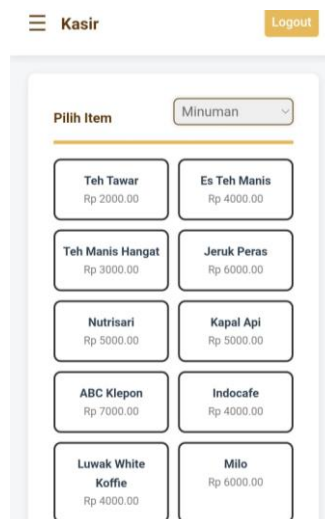 ☰ Kasir
Logout
Pilih Item
Minuman
Teh Tawar
Rp 2000.00
Es Teh Manis
Rp 4000.00
Teh Manis Hangat
Rp 3000.00
Jeruk Peras
Rp 6000.00
Nutrisari
Rp 5000.00
Kapal Api
Rp 5000.00
ABC Klepon
Rp 7000.00
Indocafe
Rp 4000.00
Luwak White
Koffie
Rp 4000.00
Milo
Rp 6000.00